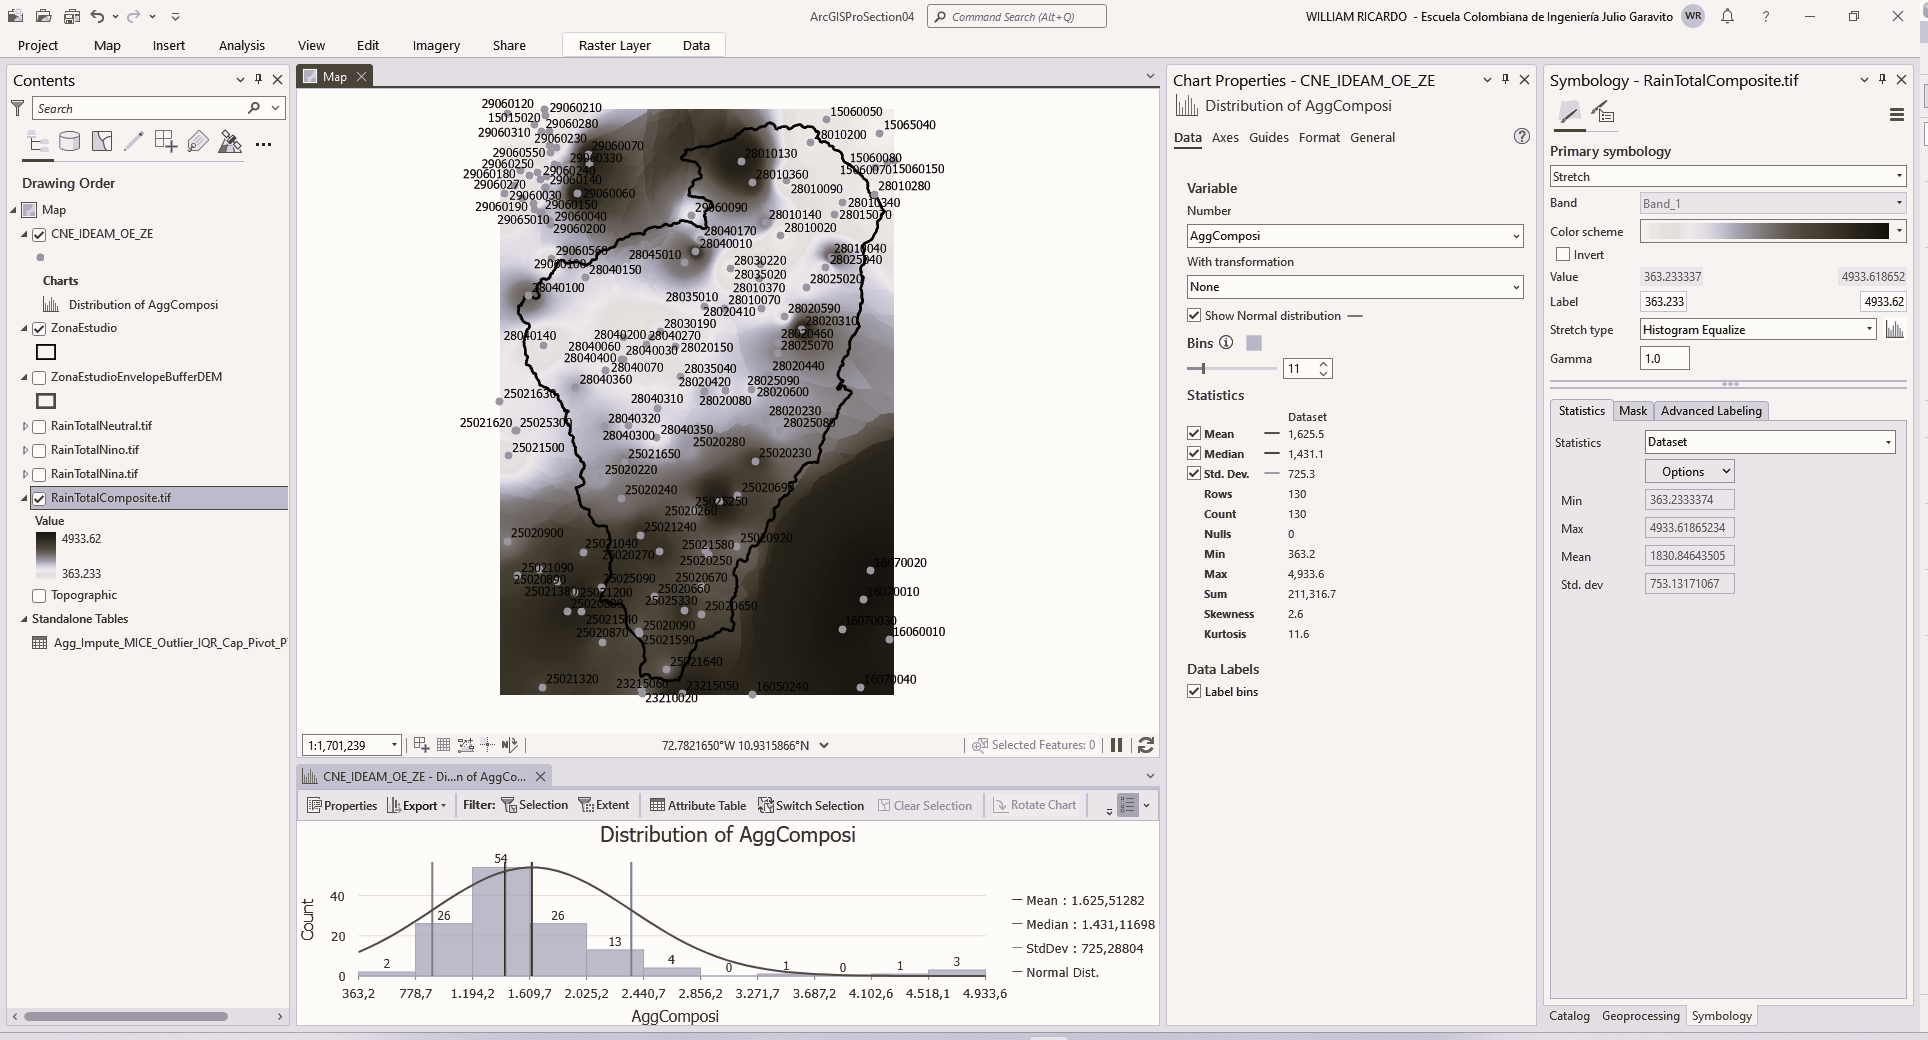 ArcGISProSection04
Command Search (Alt+Q)
WILLIAM RICARDO - Escuela Colombiana de Ingeniería Julio Garavito
WR
?
Project
Map
Insert
Analysis
View
Edit
Imagery
Share
Raster Layer
Data
Contents
Search
Drawing Order
Map
CNE_IDEAM_OE_ZE
Charts
Distribution of AggComposi
ZonaEstudio
ZonaEstudioEnvelopeBufferDEM
RainTotalNeutral.tif
RainTotalNino.tif
RainTotalNina.tif
RainTotalComposite.tif
Value
4933.62
363.233
Topographic
Standalone Tables
Agg_Impute_MICE_Outlier_IQR_Cap_Pivot_P
Map
29060120
29060210
15015020
29060280
29060310
29060230
29060070
29060550
29060330
29060250
29060240
29060180
29060140
29060270
29060060
29060030
29060190
29060150
29065010
29060040
29060200
15060050
15065040
28010200
28010130
15060080
15060070
15060150
28010360
28010090
28010280
28010340
29060090
28010140
28015070
28010020
28040170
28040010
29060560
28045010
28010040
29060100
28040150
28030220
28025040
28035020
28025020
28040100
28010370
28035010
28010070
28020410
28020590
28030190
28020310
28040140
28040200
28040270
28020460
28040060
28040030
28020150
28025070
28040400
28040070
28035040
28020440
28040360
28020420
28025090
28020600
25021630
28040310
28020080
28020230
25021620
25025300
28040320
28025080
28040300
28040350
25020280
25021500
25021650
25020230
25020220
25020240
25020690
25025250
25020260
25020900
25021240
25020920
25021040
25021580
25020270
25020250
25021090
25020890
25025090
25020670
25021380
25021200
25020660
25020880
25025330
25020650
25021540
25020090
25020870
25021590
25021640
25021320
23215060
23215050
16050240
16070040
23210020
16070020
16070010
16070030
16060010
1:1,701,239
72.7821650°W 10.9315866°N
Selected Features: 0
CNE_IDEAM_OE_ZE - Di...n of AggCo...
Properties
Export
Filter:
Selection
Extent
Attribute Table
Switch Selection
Clear Selection
Rotate Chart
Distribution of AggComposi
Count
40
20
0
2
26
54
26
13
4
0
1
0
1
3
363,2
778,7
1.194,2
1.609,7
2.025,2
2.440,7
2.856,2
3.271,7
3.687,2
4.102,6
4.518,1
4.933,6
AggComposi
Mean : 1.625,51282
Median : 1.431,11698
StdDev : 725,28804
Normal Dist.
Chart Properties - CNE_IDEAM_OE_ZE
Distribution of AggComposi
Data
Axes
Guides
Format
General
Variable
Number
AggComposi
With transformation
None
Show Normal distribution
Bins
11
Statistics
Dataset
Mean 1,625.5
Median 1,431.1
Std. Dev. 725.3
Rows 130
Count 130
Nulls 0
Min 363.2
Max 4,933.6
Sum 211,316.7
Skewness 2.6
Kurtosis 11.6
Data Labels
Label bins
Symbology - RainTotalComposite.tif
Primary symbology
Stretch
Band Band_1
Color scheme
Invert
Value 363.233337 4933.618652
Label 363.233 4933.62
Stretch type Histogram Equalize
Gamma 1.0
Statistics
Mask
Advanced Labeling
Statistics Dataset
Options
Min 363.2333374
Max 4933.61865234
Mean 1830.84643505
Std. dev 753.13171067
Catalog
Geoprocessing
Symbology